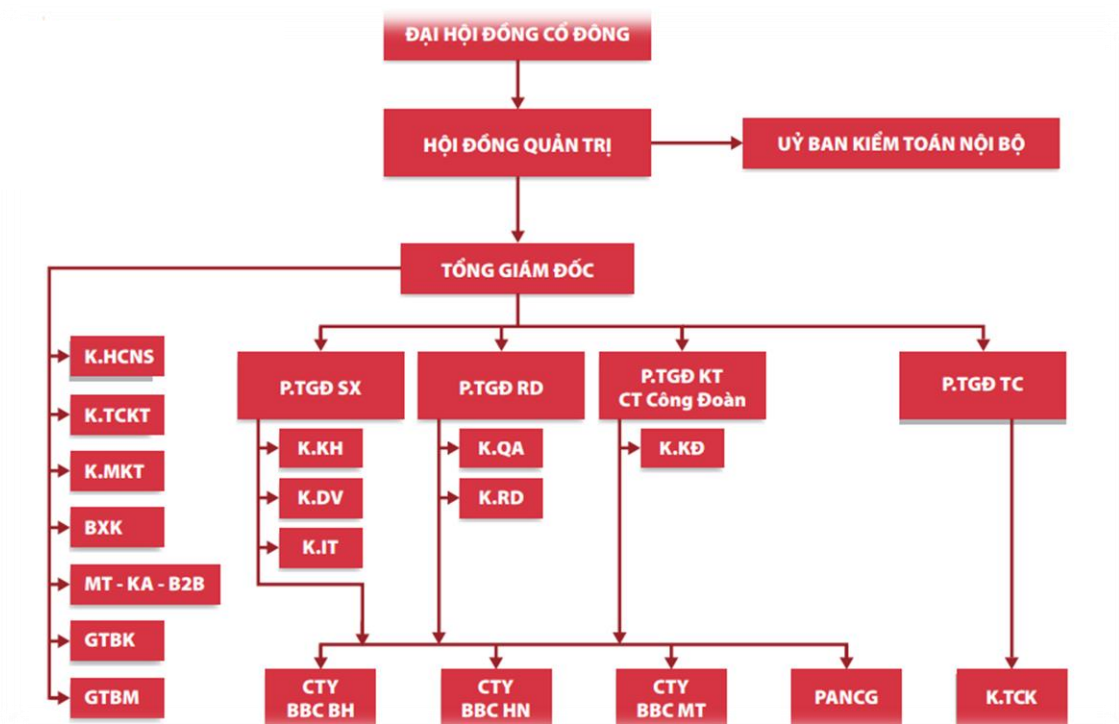 ĐẠI HỘI ĐỒNG CỔ ĐÔNG
HỘI ĐỒNG QUẢN TRỊ
UỶ BAN KIỂM TOÁN NỘI BỘ
TỔNG GIÁM ĐỐC
K.HCNS
K.TCKT
K.MKT
BXK
MT - KA - B2B
GTBK
GTBM
P.TGĐ SX
K.KH
K.DV
K.IT
P.TGĐ RD
K.QA
K.RD
P.TGĐ KT
CT Công Đoàn
K.KĐ
P.TGĐ TC
CTY
BBC BH
CTY
BBC HN
CTY
BBC MT
PANCG
K.TCK